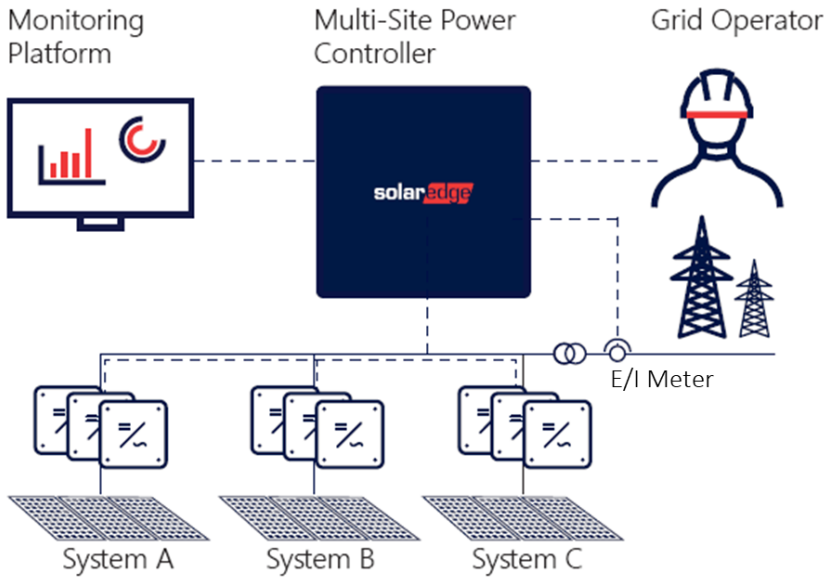 Monitoring
Platform
Multi-Site Power
Controller
Grid Operator
solaredge
E/I Meter
System A
System B
System C